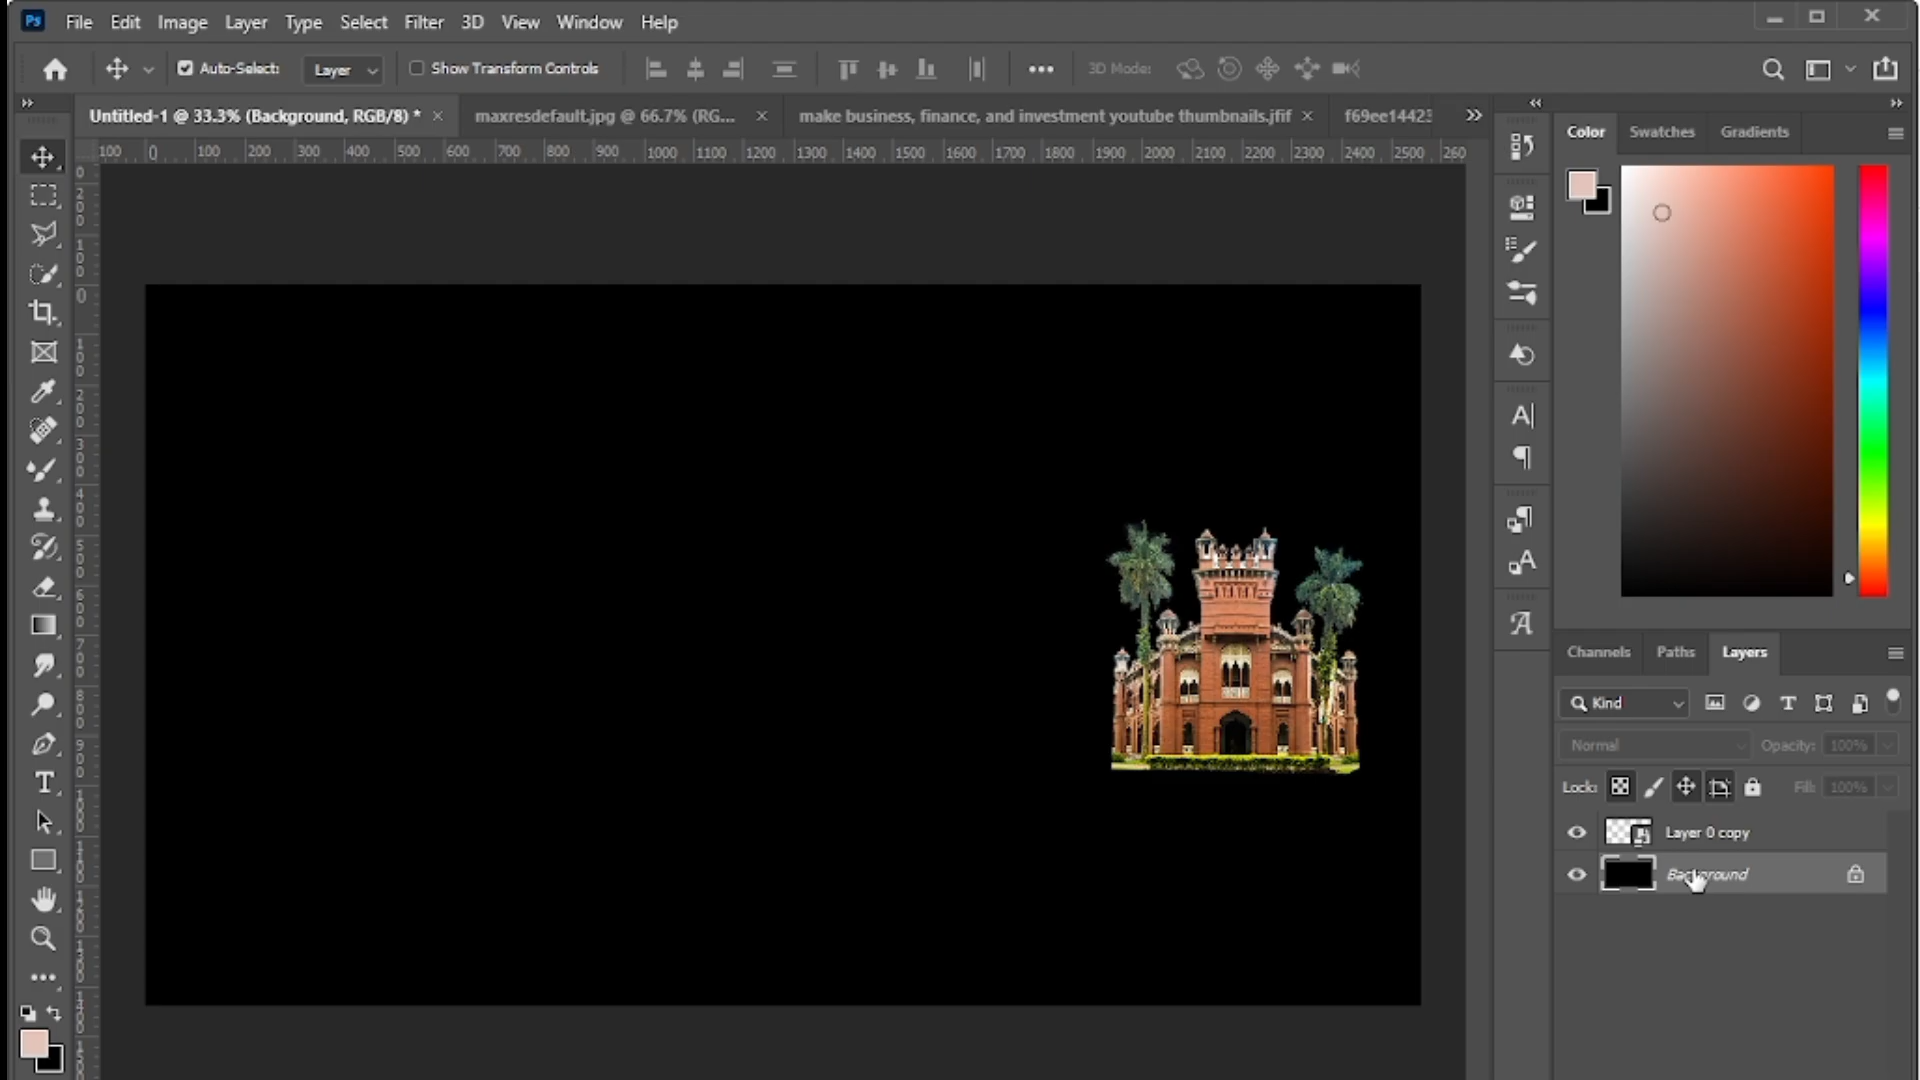 Ps File Edit Image Layer Type Select Filter 3D View Window Help
Auto-Select: Layer Show Transform Controls 3D Mode:
Untitled-1 @ 33.3% (Background, RGB/8) * maxresdefault.jpg @ 66.7% (RG... make business, finance, and investment youtube thumbnails.jfif f69ee14423
100 0 100 200 300 400 500 600 700 800 900 1000 1100 1200 1300 1400 1500 1600 1700 1800 1900 2000 2100 2200 2300 2400 2500 260
Color Swatches Gradients
Channels Paths Layers
Kind
Normal Opacity: 100%
Lock: Fill: 100%
Layer 0 copy
Background